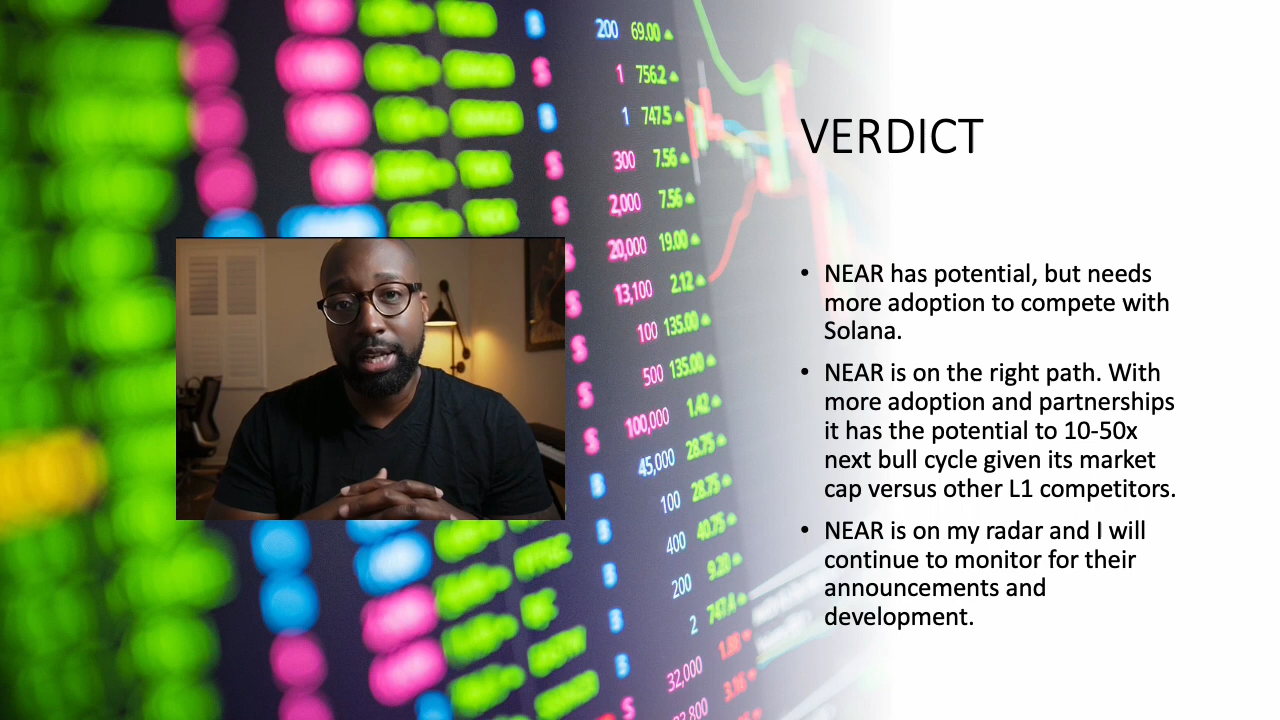 200 69.00
1 756.2
1 747.5
300 7.56
2,000 7.56
20,000 19.00
13,100 2.12
100 135.00
500 135.00
100,000 1.42
45,000 28.75
100 28.75
400 40.75
200 9.20
2 747.A
32,000 1.98
3.16
VERDICT
• NEAR has potential, but needs
more adoption to compete with
Solana.
• NEAR is on the right path. With
more adoption and partnerships
it has the potential to 10-50x
next bull cycle given its market
cap versus other L1 competitors.
• NEAR is on my radar and I will
continue to monitor for their
announcements and
development.